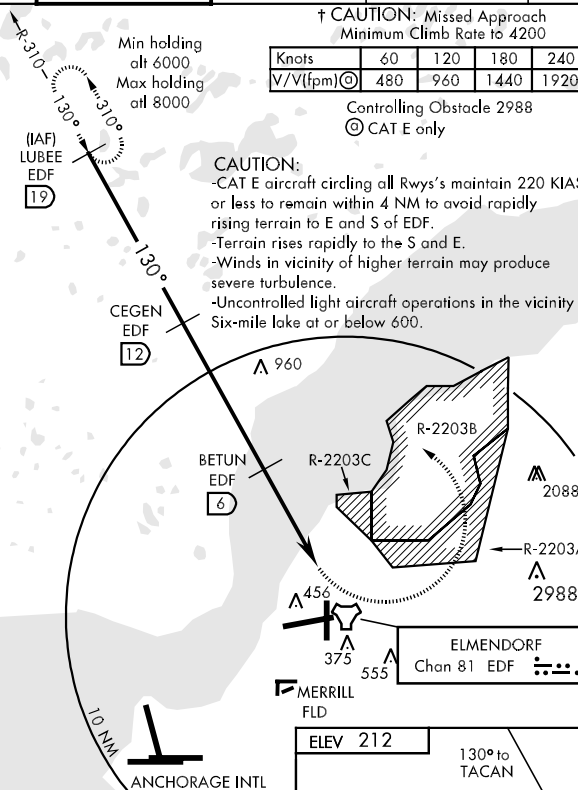 † CAUTION: Missed Approach
Minimum Climb Rate to 4200
Knots 60 120 180 240
V/V(fpm) @ 480 960 1440 1920
Controlling Obstacle 2988
@ CAT E only
R-310
Min holding
alt 6000
Max holding
atl 8000
130°
310°
(IAF)
LUBEE
EDF
19
CAUTION:
-CAT E aircraft circling all Rwys's maintain 220 KIAS
or less to remain within 4 NM to avoid rapidly
rising terrain to E and S of EDF.
-Terrain rises rapidly to the S and E.
-Winds in vicinity of higher terrain may produce
severe turbulence.
-Uncontrolled light aircraft operations in the vicinity
Six-mile lake at or below 600.
130°
CEGEN
EDF
12
960
BETUN
EDF
6
R-2203C
R-2203B
2088
R-2203A
2988
456
375
555
ELMENDORF
Chan 81 EDF
MERRILL
FLD
10 NM
ANCHORAGE INTL
ELEV 212
130° to
TACAN